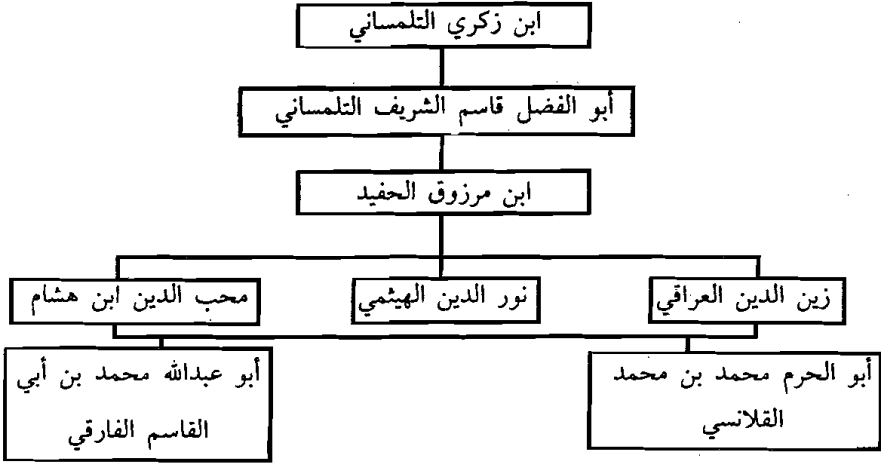 ابن زكري التلمساني
أبو الفضل قاسم الشريف التلمساني
ابن مرزوق الحفيد
زين الدين العراقي
نور الدين الهيثمي
محب الدين ابن هشام
أبو الحرم محمد بن محمد
القلانسي
أبو عبدالله محمد بن أبي
القاسم الفارقي